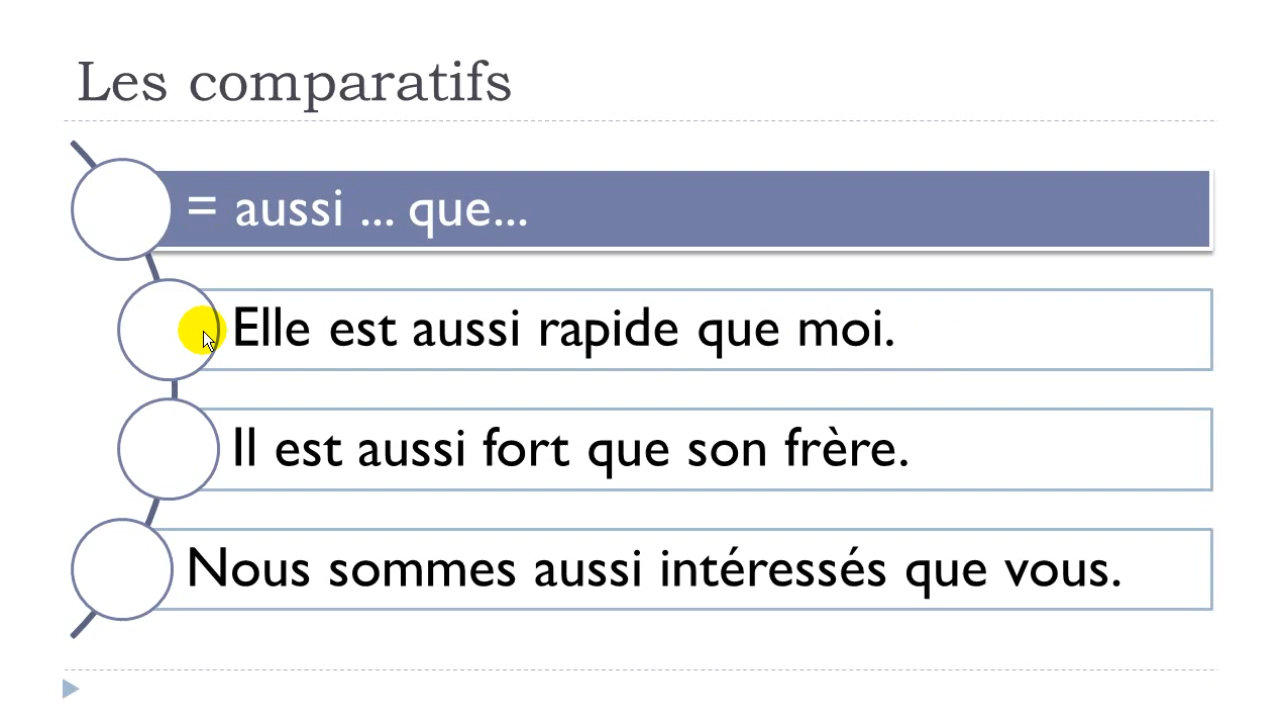 Les comparatifs
= aussi ... que...
Elle est aussi rapide que moi.
Il est aussi fort que son frère.
Nous sommes aussi intéressés que vous.